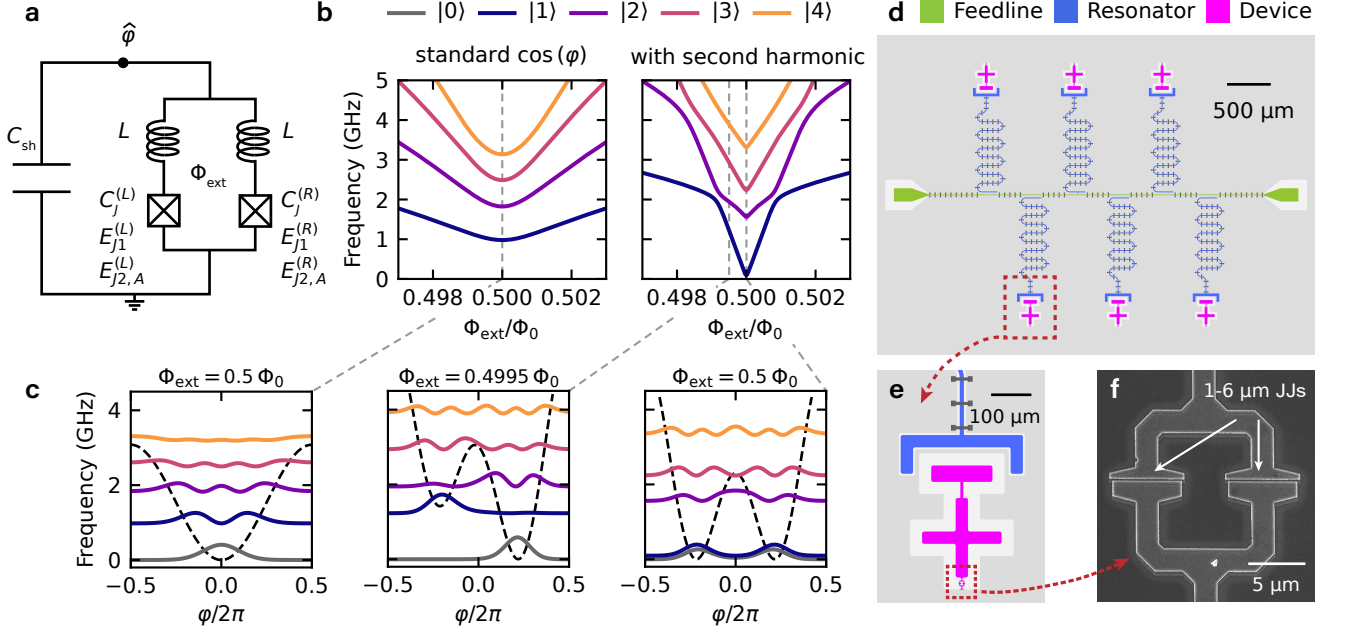 a
φ̂
C_sh
L
L
Φ_ext
C_J^(L)
C_J^(R)
E_J1^(L)
E_J1^(R)
E_J2,A^(L)
E_J2,A^(R)
b
|0⟩ |1⟩ |2⟩ |3⟩ |4⟩
standard cos (φ)
with second harmonic
Frequency (GHz)
5
4
3
2
1
0
0.498 0.500 0.502
0.498 0.500 0.502
Φ_ext/Φ_0
Φ_ext/Φ_0
c
Φ_ext = 0.5 Φ_0
Φ_ext = 0.4995 Φ_0
Φ_ext = 0.5 Φ_0
Frequency (GHz)
4
2
0
−0.5 0.0 0.5
−0.5 0.0 0.5
−0.5 0.0 0.5
φ/2π
φ/2π
φ/2π
d
Feedline Resonator Device
500 μm
e
100 μm
f
1-6 μm JJs
5 μm